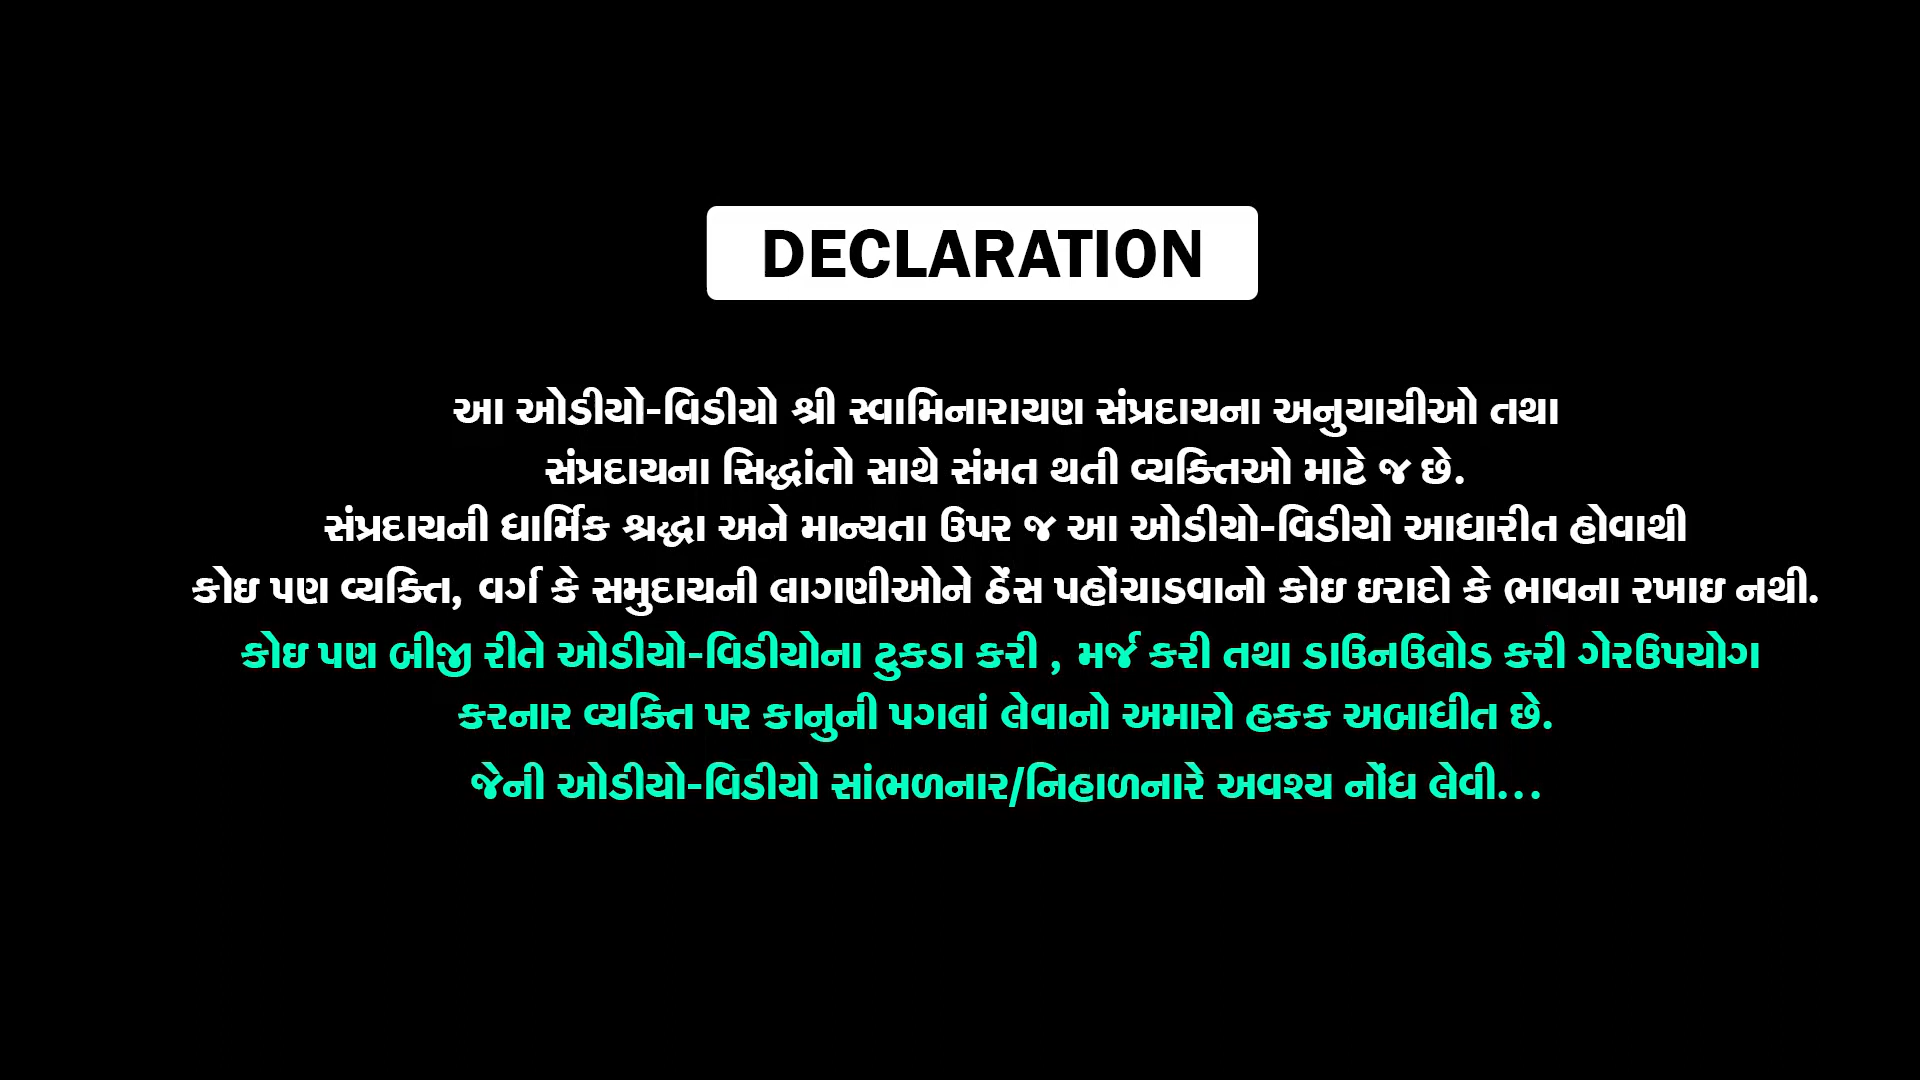 DECLARATION
આ ઓડીયો-વિડીયો શ્રી સ્વામિનારાયણ સંપ્રદાયના અનુયાયીઓ તથા
સંપ્રદાયના સિદ્ધાંતો સાથે સંમત થતી વ્યક્તિઓ માટે જ છે.
સંપ્રદાયની ધાર્મિક શ્રદ્ધા અને માન્યતા ઉપર જ આ ઓડીયો-વિડીયો આધારીત હોવાથી
કોઇ પણ વ્યક્તિ, વર્ગ કે સમુદાયની લાગણીઓને ઠેંસ પહોંચાડવાનો કોઇ ઇરાદો કે ભાવના રખાઇ નથી.
કોઇ પણ બીજી રીતે ઓડીયો-વિડીયોના ટુકડા કરી , મર્જ કરી તથા ડાઉનઉલોડ કરી ગેરઉપયોગ
કરનાર વ્યક્તિ પર કાનુની પગલાં લેવાનો અમારો હકક અબાધીત છે.
જેની ઓડીયો-વિડીયો સાંભળનાર/નિહાળનારે અવશ્ય નોંધ લેવી...